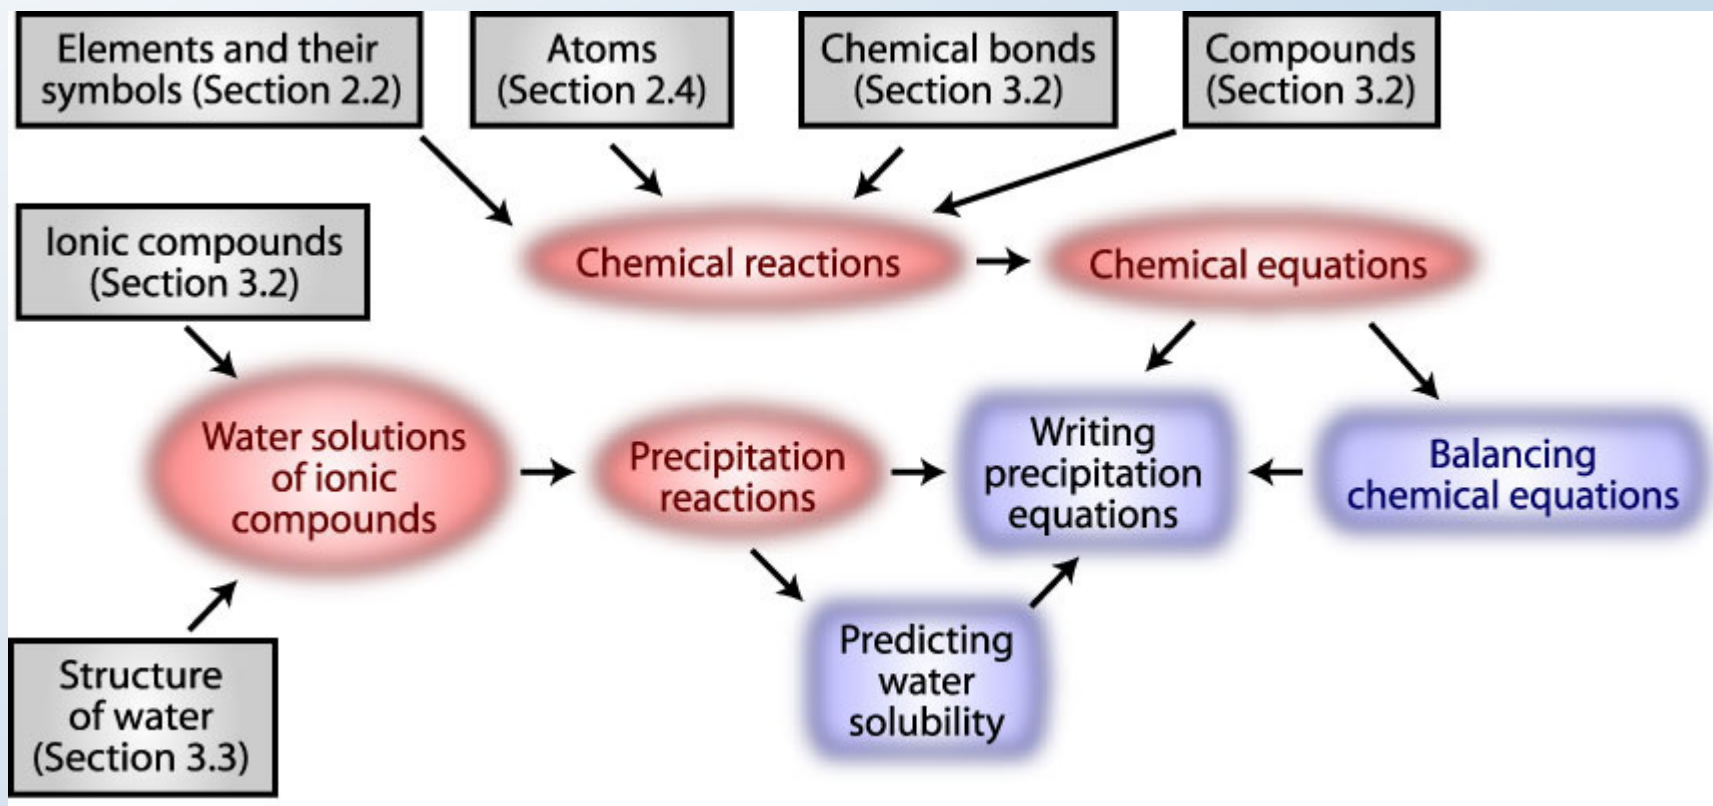 Elements and their
symbols (Section 2.2)
Atoms
(Section 2.4)
Chemical bonds
(Section 3.2)
Compounds
(Section 3.2)
Ionic compounds
(Section 3.2)
Chemical reactions
Chemical equations
Water solutions
of ionic
compounds
Precipitation
reactions
Writing
precipitation
equations
Balancing
chemical equations
Predicting
water
solubility
Structure
of water
(Section 3.3)